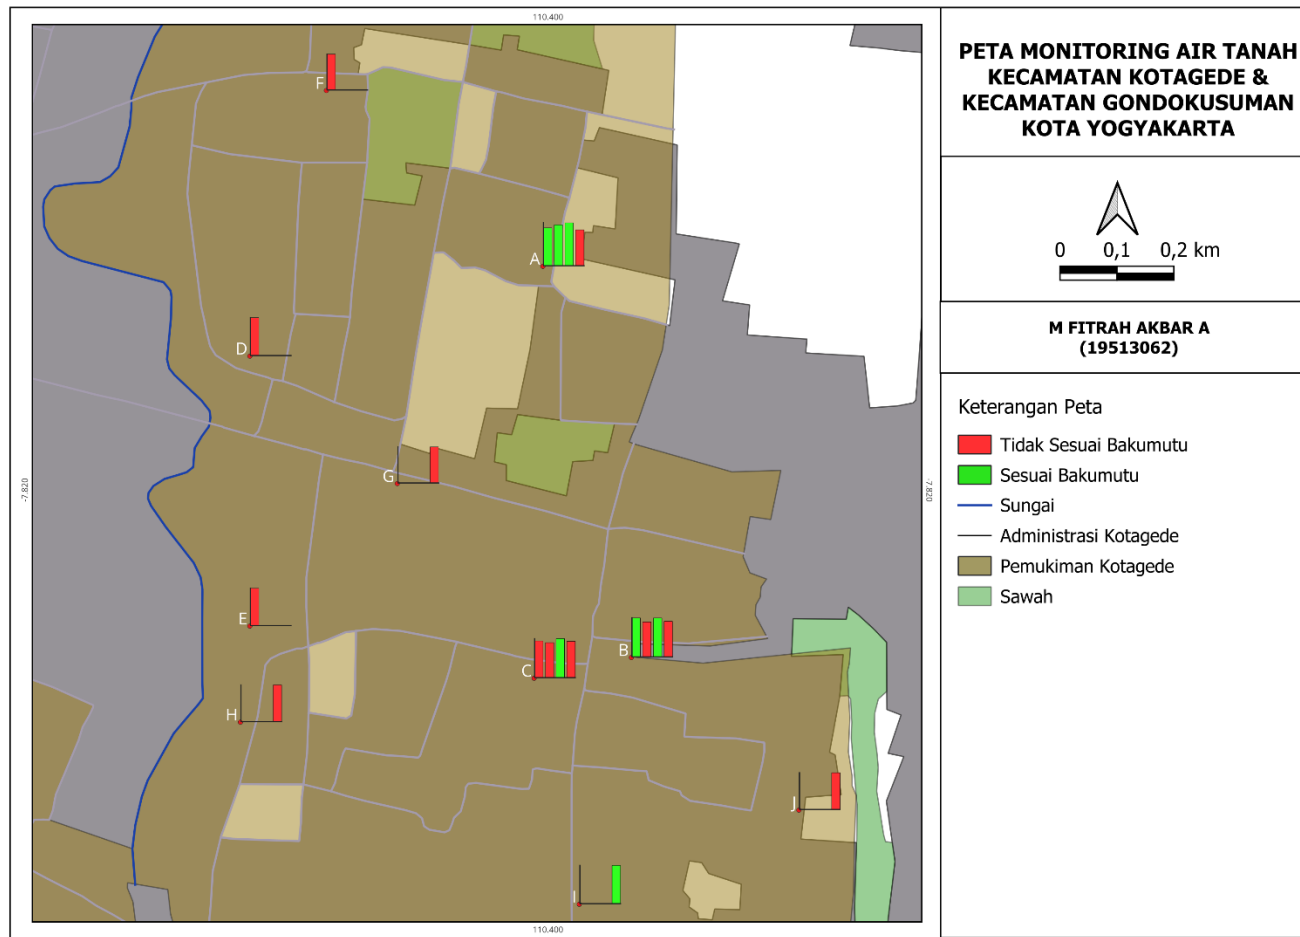 110.400
F
A
D
G
-7.820
-7.820
E
C
B
H
J
I
110.400
PETA MONITORING AIR TANAH
KECAMATAN KOTAGEDE &
KECAMATAN GONDOKUSUMAN
KOTA YOGYAKARTA
0 0,1 0,2 km
M FITRAH AKBAR A
(19513062)
Keterangan Peta
Tidak Sesuai Bakumutu
Sesuai Bakumutu
Sungai
Administrasi Kotagede
Pemukiman Kotagede
Sawah